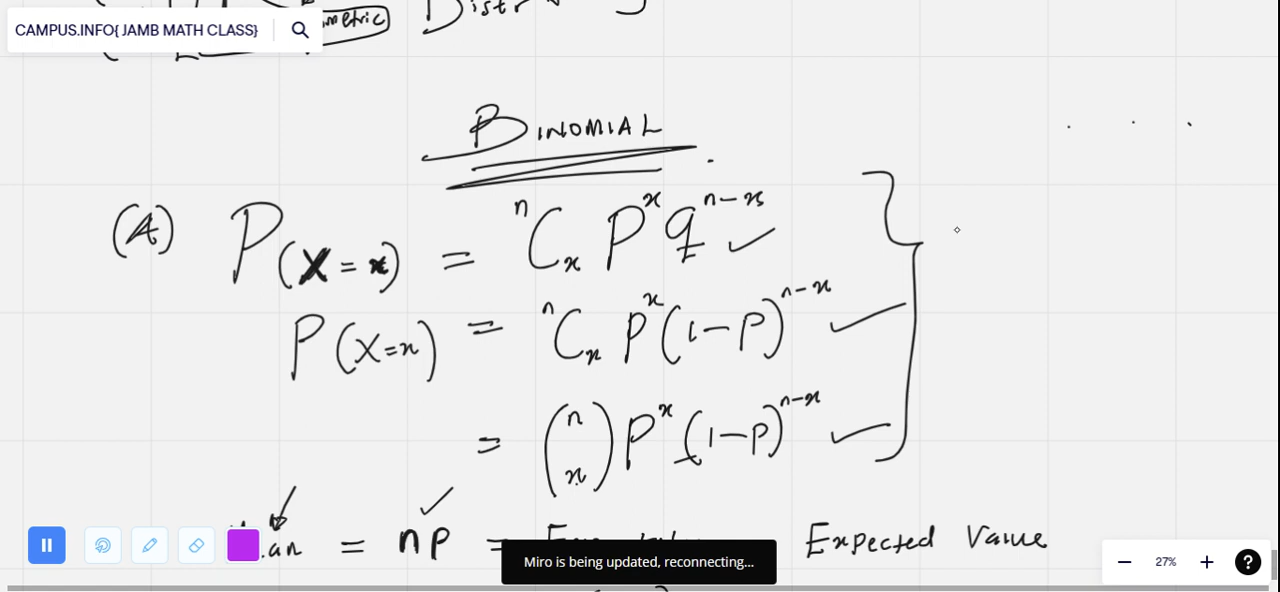 CAMPUS.INFO{ JAMB MATH CLASS}
BINOMIAL
(A) P(X=x) = ⁿCₓ Pˣ qⁿ⁻ˣ ✓
P(X=x) = ⁿCₓ Pˣ (1-P)ⁿ⁻ˣ ✓
= (n x) Pˣ (1-P)ⁿ⁻ˣ ✓
= np = Expected Value
Miro is being updated, reconnecting...
27%
?